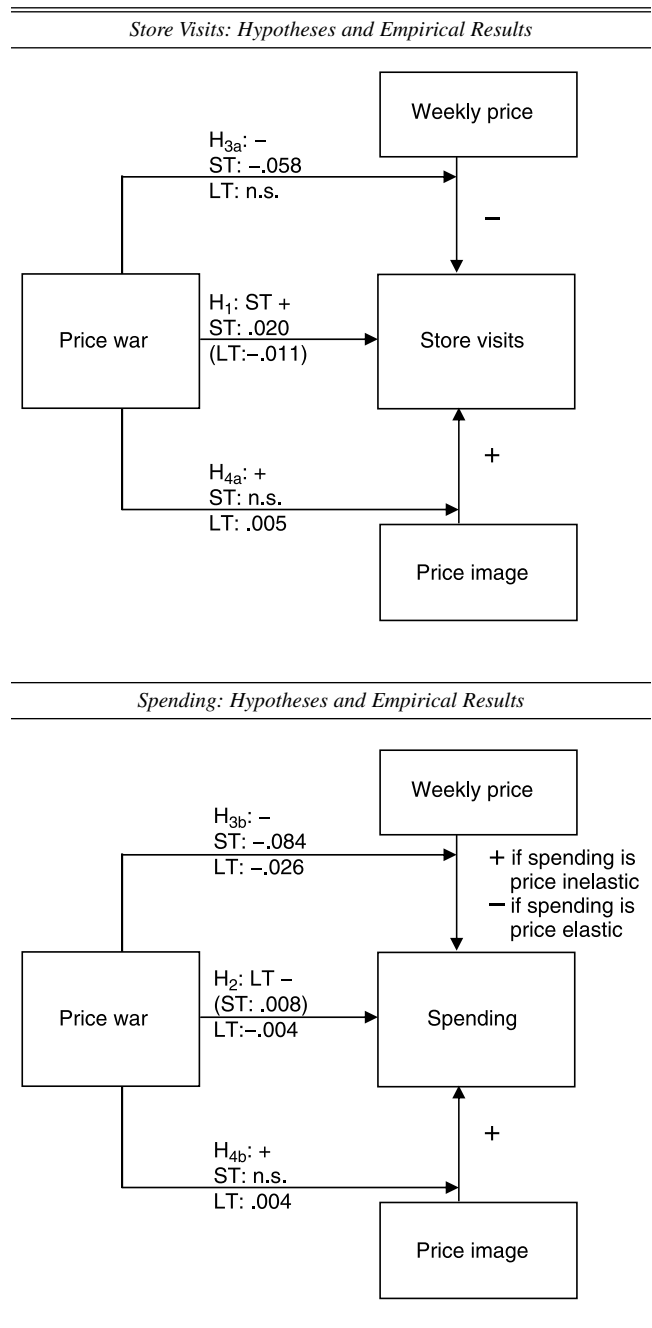 Store Visits: Hypotheses and Empirical Results
Weekly price
H3a: –
ST: –.058
LT: n.s.
–
Price war
H1: ST +
ST: .020
(LT:–.011)
Store visits
+
H4a: +
ST: n.s.
LT: .005
Price image
Spending: Hypotheses and Empirical Results
Weekly price
H3b: –
ST: –.084
LT: –.026
+ if spending is
price inelastic
– if spending is
price elastic
Price war
H2: LT –
(ST: .008)
LT:–.004
Spending
+
H4b: +
ST: n.s.
LT: .004
Price image